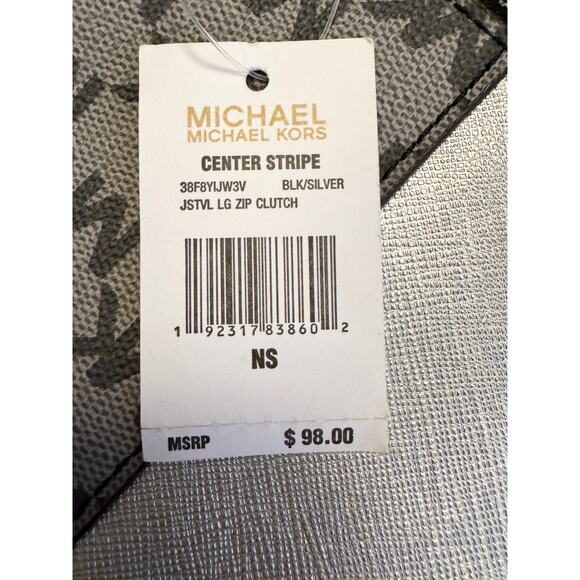 MICHAEL
MICHAEL KORS
CENTER STRIPE
38F8YIJW3V BLK/SILVER
JSTVL LG ZIP CLUTCH
1 92317 83860 2
NS
MSRP $ 98.00